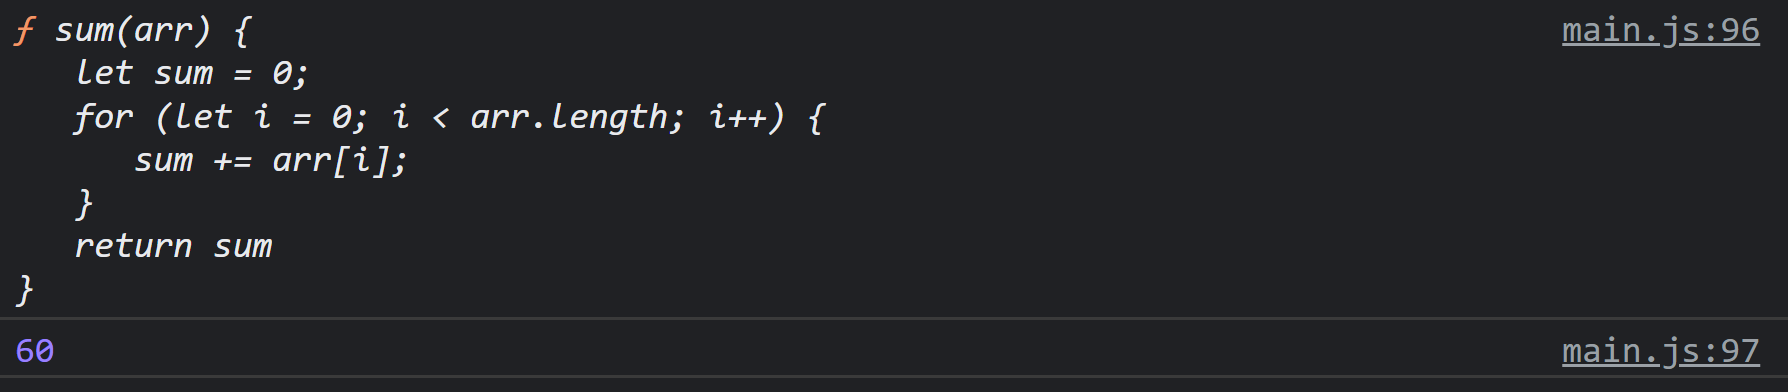 ƒ sum(arr) { main.js:96
   let sum = 0;
   for (let i = 0; i < arr.length; i++) {
      sum += arr[i];
   }
   return sum
}
60 main.js:97